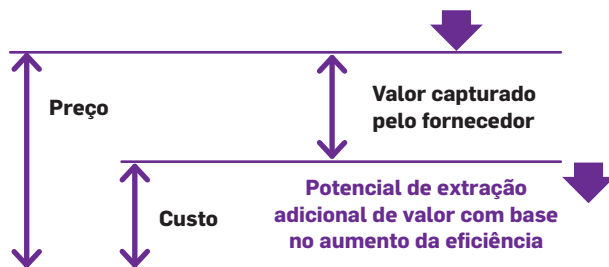 Preço
Valor capturado
pelo fornecedor
Custo
Potencial de extração
adicional de valor com base
no aumento da eficiência